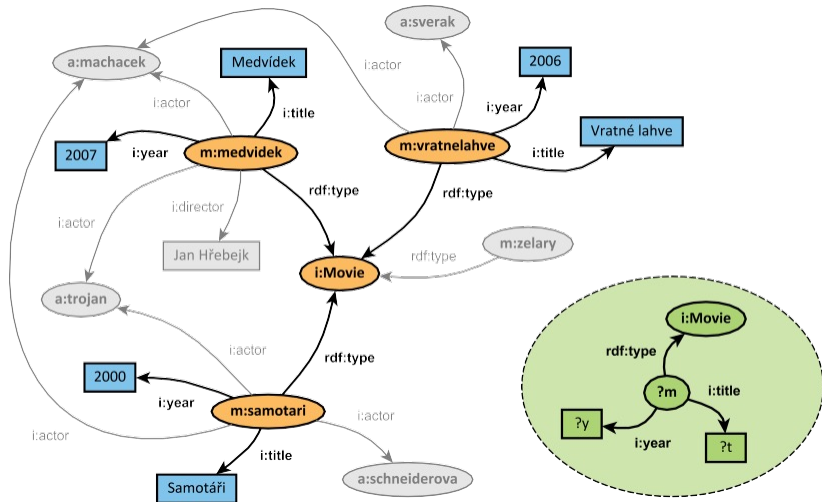 a:sverak
a:machacek
Medvídek
2006
i:actor
i:actor
i:actor
i:title
i:year
2007
i:year
m:medvidek
m:vratnelahve
Vratné lahve
i:title
rdf:type
rdf:type
i:actor
i:director
Jan Hřebejk
m:zelary
rdf:type
i:Movie
a:trojan
i:Movie
i:actor
rdf:type
rdf:type
2000
i:year
?m
i:title
m:samotari
i:actor
?y
i:year
?t
i:actor
i:title
Samotáři
a:schneiderova